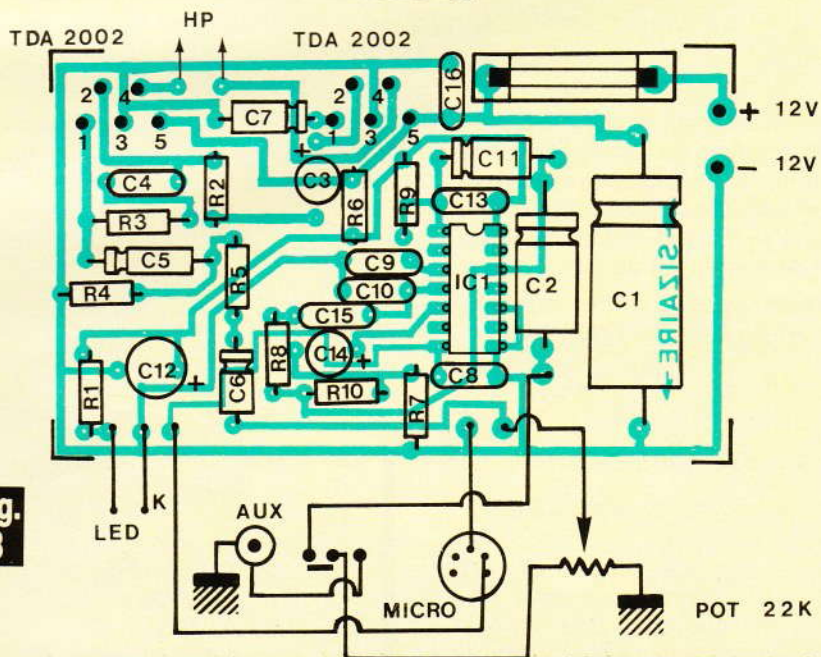 HP
TDA 2002
TDA 2002
2 4
1 3 5
C7
+
2 4
1 3 5
C16
+ 12V
- 12V
C4
R2
C3
R6
R9
C11
C13
R3
C5
R5
C9
IC1
C2
C1
SIZAIRE
R4
C10
C15
R1
C12
+
C6
R8
C14
+
R10
R7
C8
K
LED
AUX
MICRO
POT 22K
g.
3